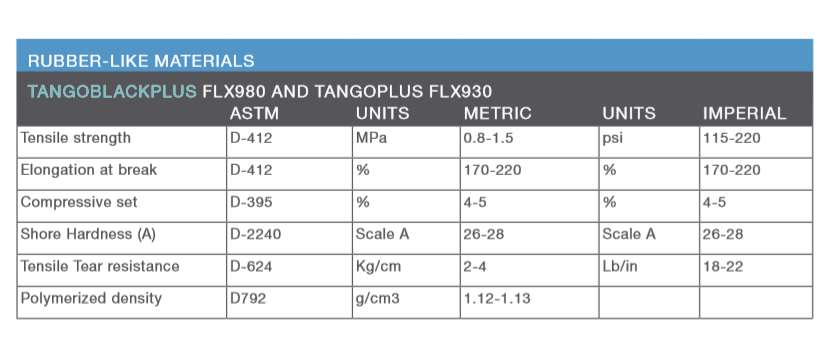 RUBBER-LIKE MATERIALS
TANGOBLACKPLUS FLX980 AND TANGOPLUS FLX930
ASTM UNITS METRIC UNITS IMPERIAL
Tensile strength D-412 MPa 0.8-1.5 psi 115-220
Elongation at break D-412 % 170-220 % 170-220
Compressive set D-395 % 4-5 % 4-5
Shore Hardness (A) D-2240 Scale A 26-28 Scale A 26-28
Tensile Tear resistance D-624 Kg/cm 2-4 Lb/in 18-22
Polymerized density D792 g/cm3 1.12-1.13